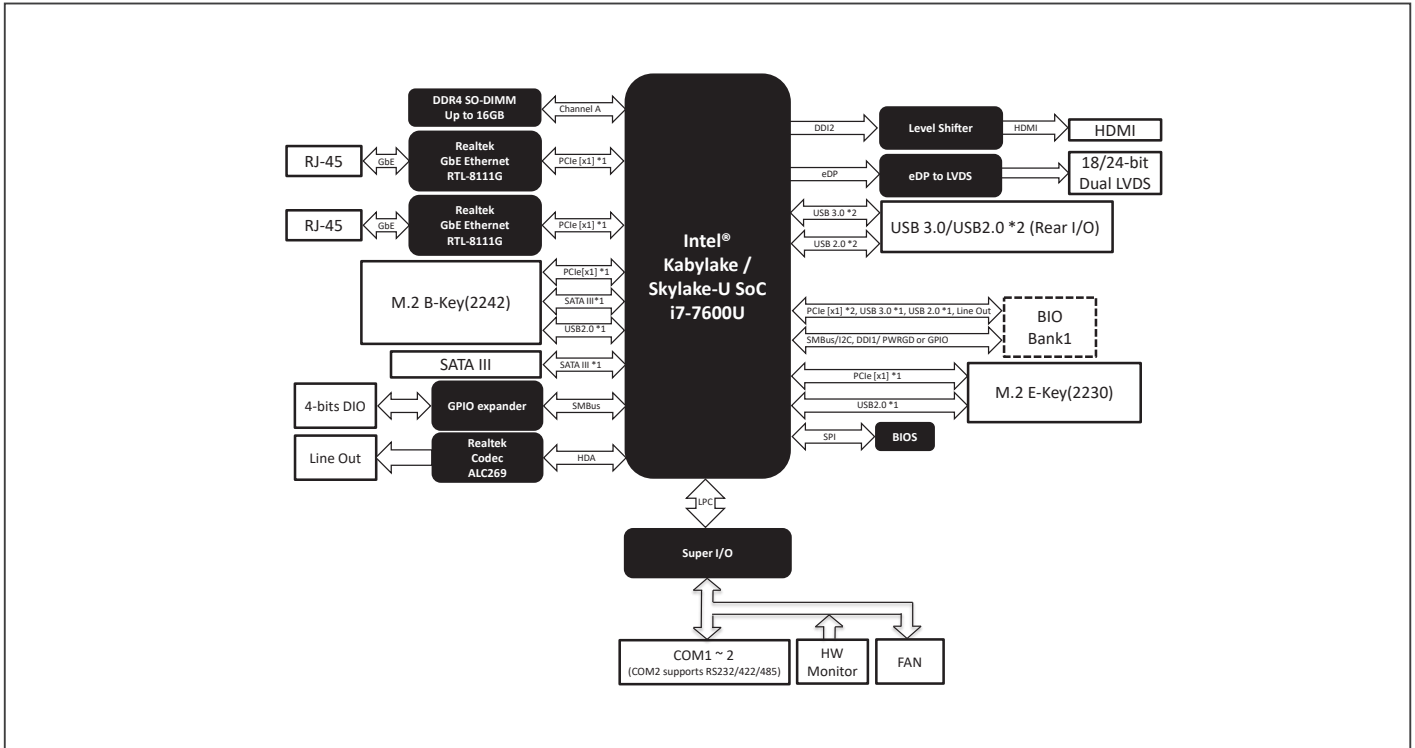 DDR4 SO-DIMM
Up to 16GB
Channel A
RJ-45
GbE
Realtek
GbE Ethernet
RTL-8111G
PCIe [x1] *1
RJ-45
GbE
Realtek
GbE Ethernet
RTL-8111G
PCIe [x1] *1
M.2 B-Key(2242)
PCIe[x1] *1
SATA III*1
USB2.0 *1
SATA III
SATA III *1
4-bits DIO
GPIO expander
SMBus
Line Out
Realtek
Codec
ALC269
HDA
Intel®
Kabylake /
Skylake-U SoC
i7-7600U
DDI2
Level Shifter
HDMI
HDMI
eDP
eDP to LVDS
18/24-bit
Dual LVDS
USB 3.0 *2
USB 2.0 *2
USB 3.0/USB2.0 *2 (Rear I/O)
PCIe [x1] *2, USB 3.0 *1, USB 2.0 *1, Line Out
SMBus/I2C, DDI1/ PWRGD or GPIO
BIO
Bank1
PCIe [x1] *1
USB2.0 *1
M.2 E-Key(2230)
SPI
BIOS
LPC
Super I/O
COM1 ~ 2
(COM2 supports RS232/422/485)
HW
Monitor
FAN